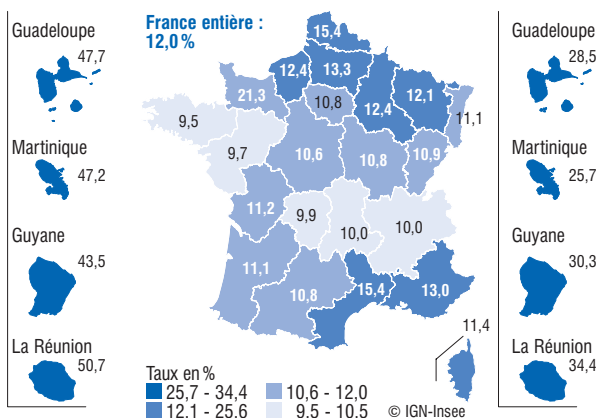 Guadeloupe
47,7
Martinique
47,2
Guyane
43,5
La Réunion
50,7
France entière :
12,0%
15,4
12,4
13,3
21,3
10,8
12,4
12,1
11,1
9,5
9,7
10,6
10,8
10,9
11,2
9,9
10,0
10,0
11,1
10,8
15,4
13,0
11,4
Taux en%
25,7 - 34,4
10,6 - 12,0
12,1 - 25,6
9,5 - 10,5
© IGN-Insee
Guadeloupe
28,5
Martinique
25,7
Guyane
30,3
La Réunion
34,4